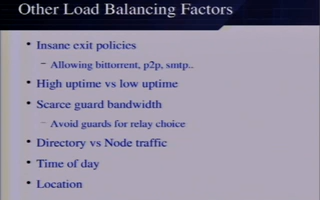 Other Load Balancing Factors
• Insane exit policies
– Allowing bittorrent, p2p, smtp..
• High uptime vs low uptime
• Scarce guard bandwidth
– Avoid guards for relay choice
• Directory vs Node traffic
• Time of day
• Location